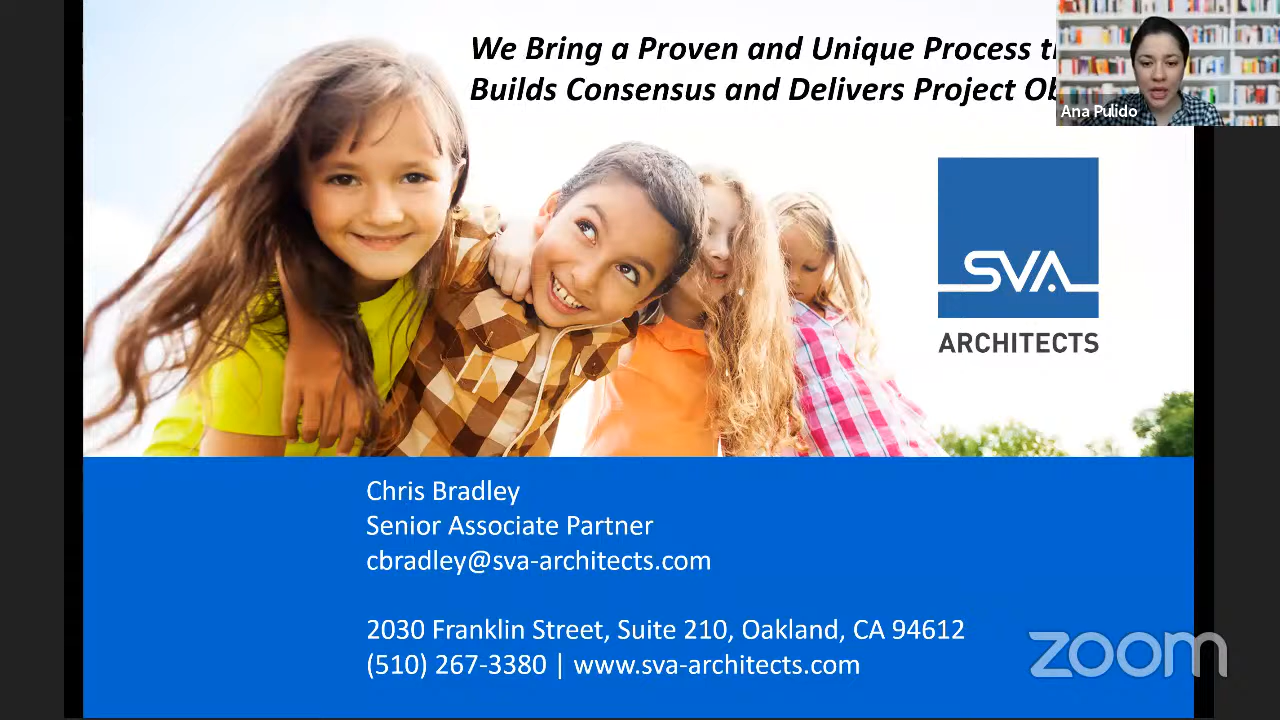 We Bring a Proven and Unique Process
Builds Consensus and Delivers Project
Ana Pulido
SVA
ARCHITECTS
Chris Bradley
Senior Associate Partner
cbradley@sva-architects.com
2030 Franklin Street, Suite 210, Oakland, CA 94612
(510) 267-3380 | www.sva-architects.com
zoom